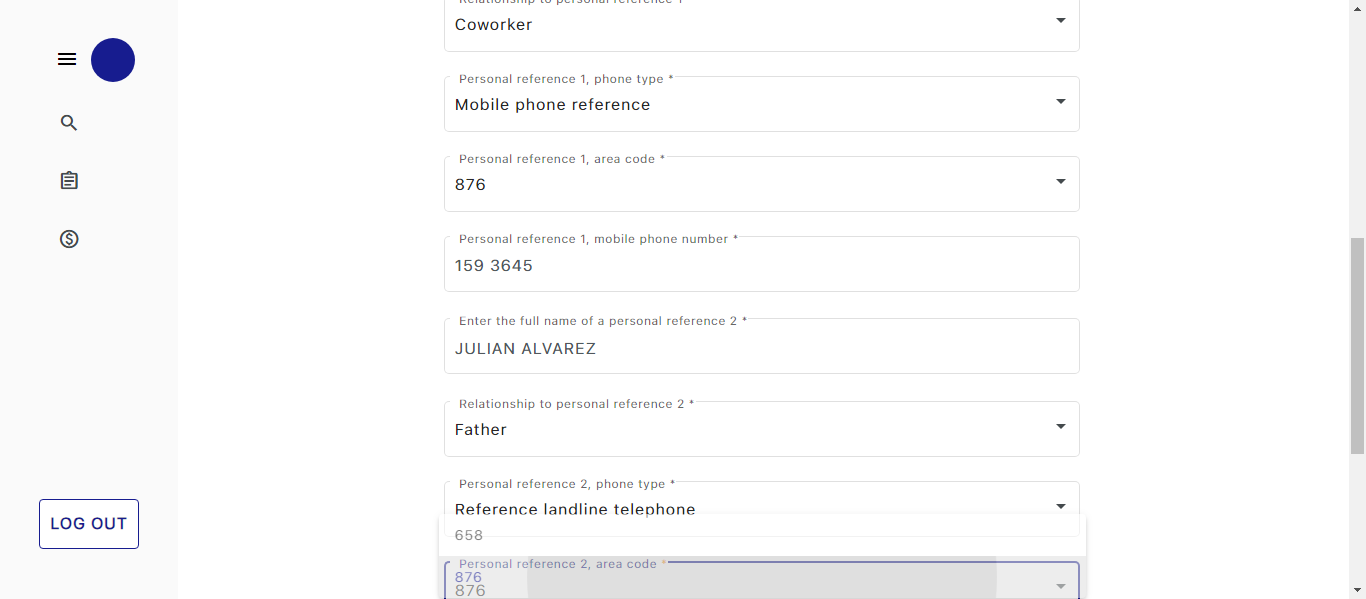 Relationship to personal reference 1
Coworker
Personal reference 1, phone type *
Mobile phone reference
Personal reference 1, area code *
876
Personal reference 1, mobile phone number *
159 3645
Enter the full name of a personal reference 2 *
JULIAN ALVAREZ
Relationship to personal reference 2 *
Father
Personal reference 2, phone type *
Reference landline telephone
658
Personal reference 2, area code *
876
876
LOG OUT